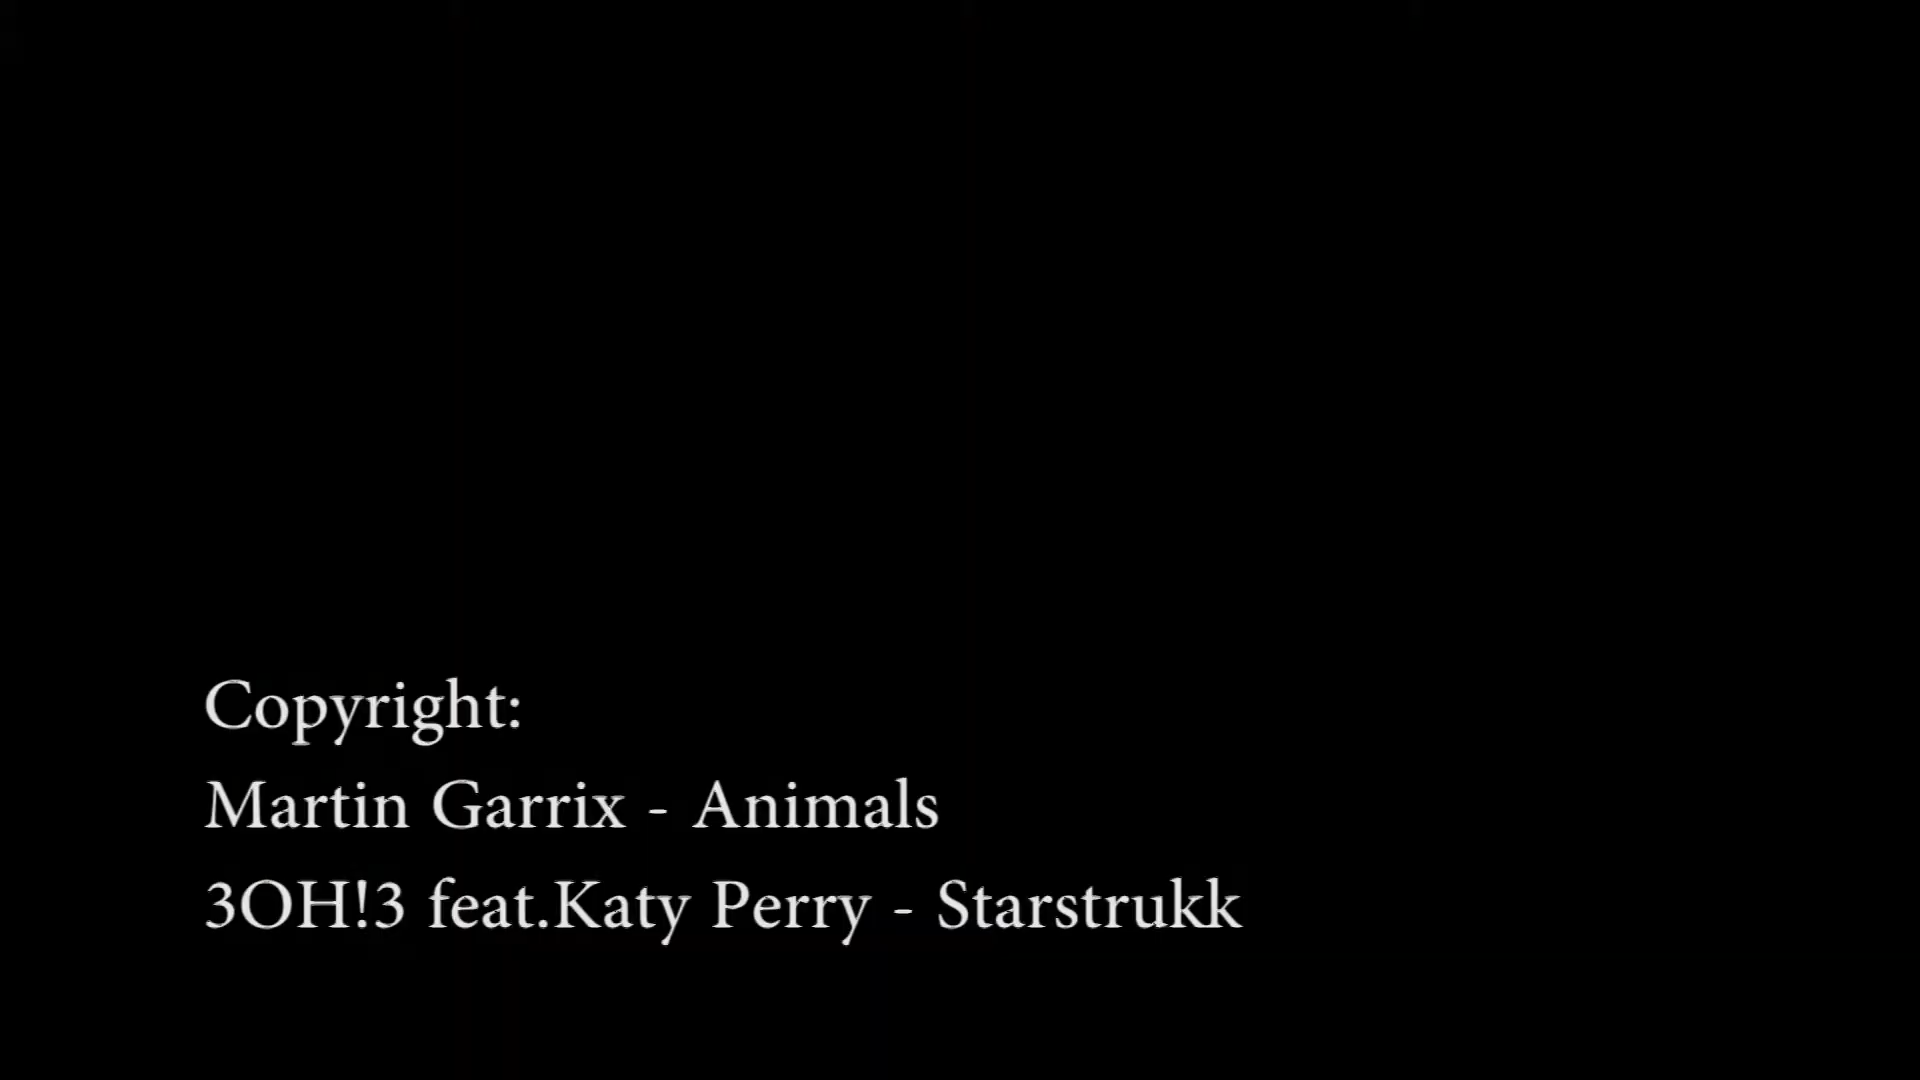 Copyright:
Martin Garrix - Animals
3OH!3 feat.Katy Perry - Starstrukk